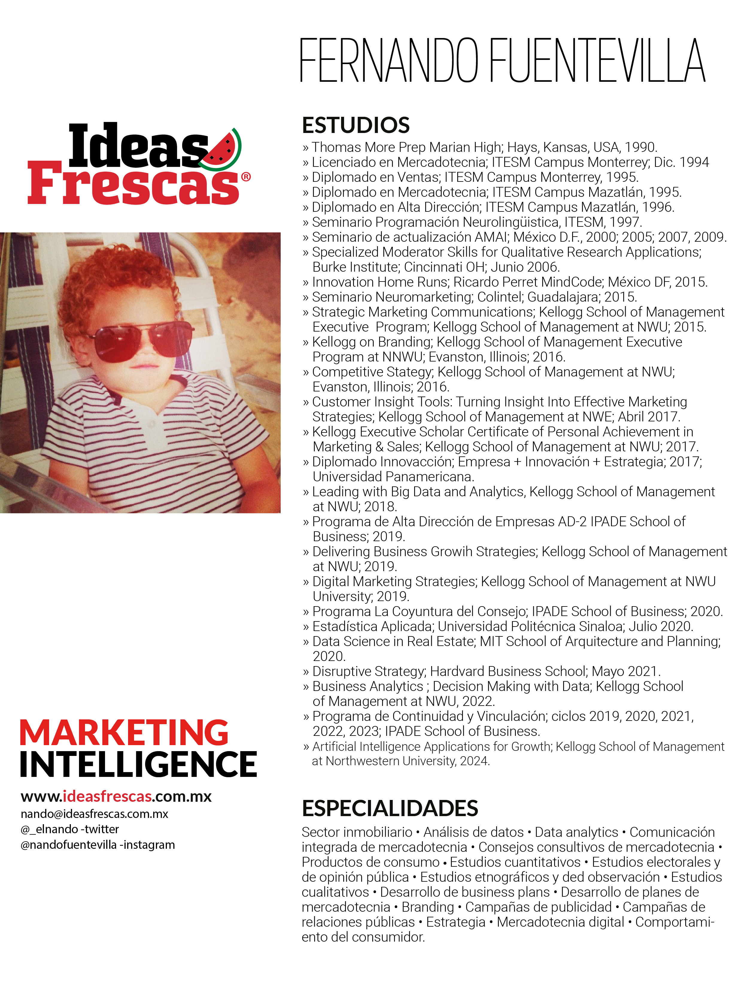 FERNANDO FUENTEVILLA
Ideas
Frescas®
MARKETING
INTELLIGENCE
www.ideasfrescas.com.mx
nando@ideasfrescas.com.mx
@_elnando -twitter
@nandofuentevilla -instagram
ESTUDIOS
» Thomas More Prep Marian High; Hays, Kansas, USA, 1990.
» Licenciado en Mercadotecnia; ITESM Campus Monterrey; Dic. 1994
» Diplomado en Ventas; ITESM Campus Monterrey, 1995.
» Diplomado en Mercadotecnia; ITESM Campus Mazatlán, 1995.
» Diplomado en Alta Dirección; ITESM Campus Mazatlán, 1996.
» Seminario Programación Neurolingüistica, ITESM, 1997.
» Seminario de actualización AMAI; México D.F., 2000; 2005; 2007, 2009.
» Specialized Moderator Skills for Qualitative Research Applications;
Burke Institute; Cincinnati OH; Junio 2006.
» Innovation Home Runs; Ricardo Perret MindCode; México DF, 2015.
» Seminario Neuromarketing; Colintel; Guadalajara; 2015.
» Strategic Marketing Communications; Kellogg School of Management
Executive Program; Kellogg School of Management at NWU; 2015.
» Kellogg on Branding; Kellogg School of Management Executive
Program at NNWU; Evanston, Illinois; 2016.
» Competitive Stategy; Kellogg School of Management at NWU;
Evanston, Illinois; 2016.
» Customer Insight Tools: Turning Insight Into Effective Marketing
Strategies; Kellogg School of Management at NWE; Abril 2017.
» Kellogg Executive Scholar Certificate of Personal Achievement in
Marketing & Sales; Kellogg School of Management at NWU; 2017.
» Diplomado Innovacción; Empresa + Innovación + Estrategia; 2017;
Universidad Panamericana.
» Leading with Big Data and Analytics, Kellogg School of Management
at NWU; 2018.
» Programa de Alta Dirección de Empresas AD-2 IPADE School of
Business; 2019.
» Delivering Business Growih Strategies; Kellogg School of Management
at NWU; 2019.
» Digital Marketing Strategies; Kellogg School of Management at NWU
University; 2019.
» Programa La Coyuntura del Consejo; IPADE School of Business; 2020.
» Estadística Aplicada; Universidad Politécnica Sinaloa; Julio 2020.
» Data Science in Real Estate; MIT School of Arquitecture and Planning;
2020.
» Disruptive Strategy; Hardvard Business School; Mayo 2021.
» Business Analytics ; Decision Making with Data; Kellogg School
of Management at NWU, 2022.
» Programa de Continuidad y Vinculación; ciclos 2019, 2020, 2021,
2022, 2023; IPADE School of Business.
» Artificial Intelligence Applications for Growth; Kellogg School of Management
at Northwestern University, 2024.
ESPECIALIDADES
Sector inmobiliario • Análisis de datos • Data analytics • Comunicación
integrada de mercadotecnia • Consejos consultivos de mercadotecnia •
Productos de consumo • Estudios cuantitativos • Estudios electorales y
de opinión pública • Estudios etnográficos y ded observación • Estudios
cualitativos • Desarrollo de business plans • Desarrollo de planes de
mercadotecnia • Branding • Campañas de publicidad • Campañas de
relaciones públicas • Estrategia • Mercadotecnia digital • Comportami-
ento del consumidor.